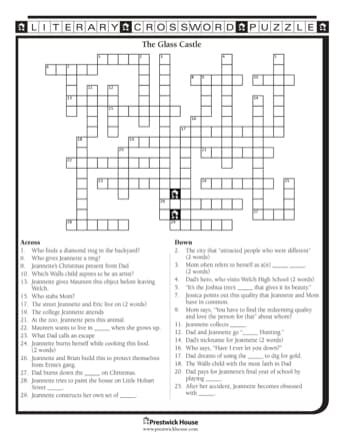 LITERARY CROSSWORD PUZZLE
The Glass Castle
Across
1. Who finds a diamond ring in the backyard?
6. Who gives Jeannette a ring?
8. Jeannette's Christmas present from Dad
10. Which Walls child aspires to be an artist?
13. Jeannette gives Maureen this object before leaving
Welch.
15. Who stabs Mom?
17. The street Jeannette and Eric live on (2 words)
19. The college Jeannette attends
21. At the zoo, Jeannette pets this animal.
22. Maureen wants to live in _____ when she grows up.
23. What Dad calls an escape
24. Jeannette burns herself while cooking this food.
(2 words)
26. Jeannette and Brian build this to protect themselves
from Ernie's gang.
27. Dad burns down the _____ on Christmas.
28. Jeannette tries to paint the house on Little Hobart
Street _____.
29. Jeannette constructs her own set of _____.
Down
2. The city that "attracted people who were different"
(2 words)
3. Mom often refers to herself as a(n) _____ _____.
(2 words)
4. Dad's hero, who visits Welch High School (2 words)
5. "It's the Joshua tree's _____ that gives it its beauty."
7. Jessica points out this quality that Jeannette and Mom
have in common.
9. Mom says, "You have to find the redeeming quality
and love the person for that" about whom?
11. Jeannette collects _____.
12. Dad and Jeannette go "_____ Hunting."
14. Dad's nickname for Jeannette (2 words)
16. Who says, "Have I ever let you down?"
17. Dad dreams of using the _____ to dig for gold.
18. The Walls child with the most faith in Dad
20. Dad pays for Jeannette's final year of school by
playing _____.
25. After her accident, Jeannette becomes obsessed
with _____.
Prestwick House
www.prestwickhouse.com